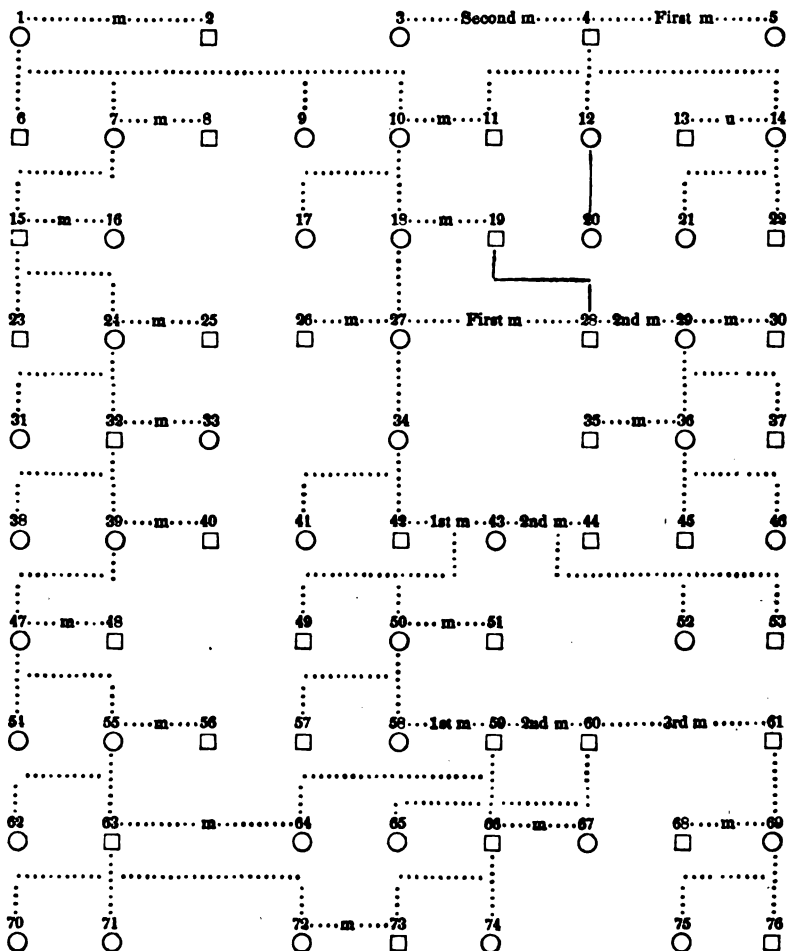 1 m 2 3 Second m 4 First m 5
6 7 m 8 9 10 m 11 12 13 u 14
15 m 16 17 18 m 19 20 21 22
23 24 m 25 26 m 27 First m 28 2nd m 29 m 30
31 32 m 33 34 35 m 36 37
38 39 m 40 41 42 1st m 43 2nd m 44 45 46
47 m 48 49 50 m 51 52 53
54 55 m 56 57 58 1st m 59 2nd m 60 3rd m 61
62 63 m 64 65 66 m 67 68 m 69
70 71 72 m 73 74 75 76